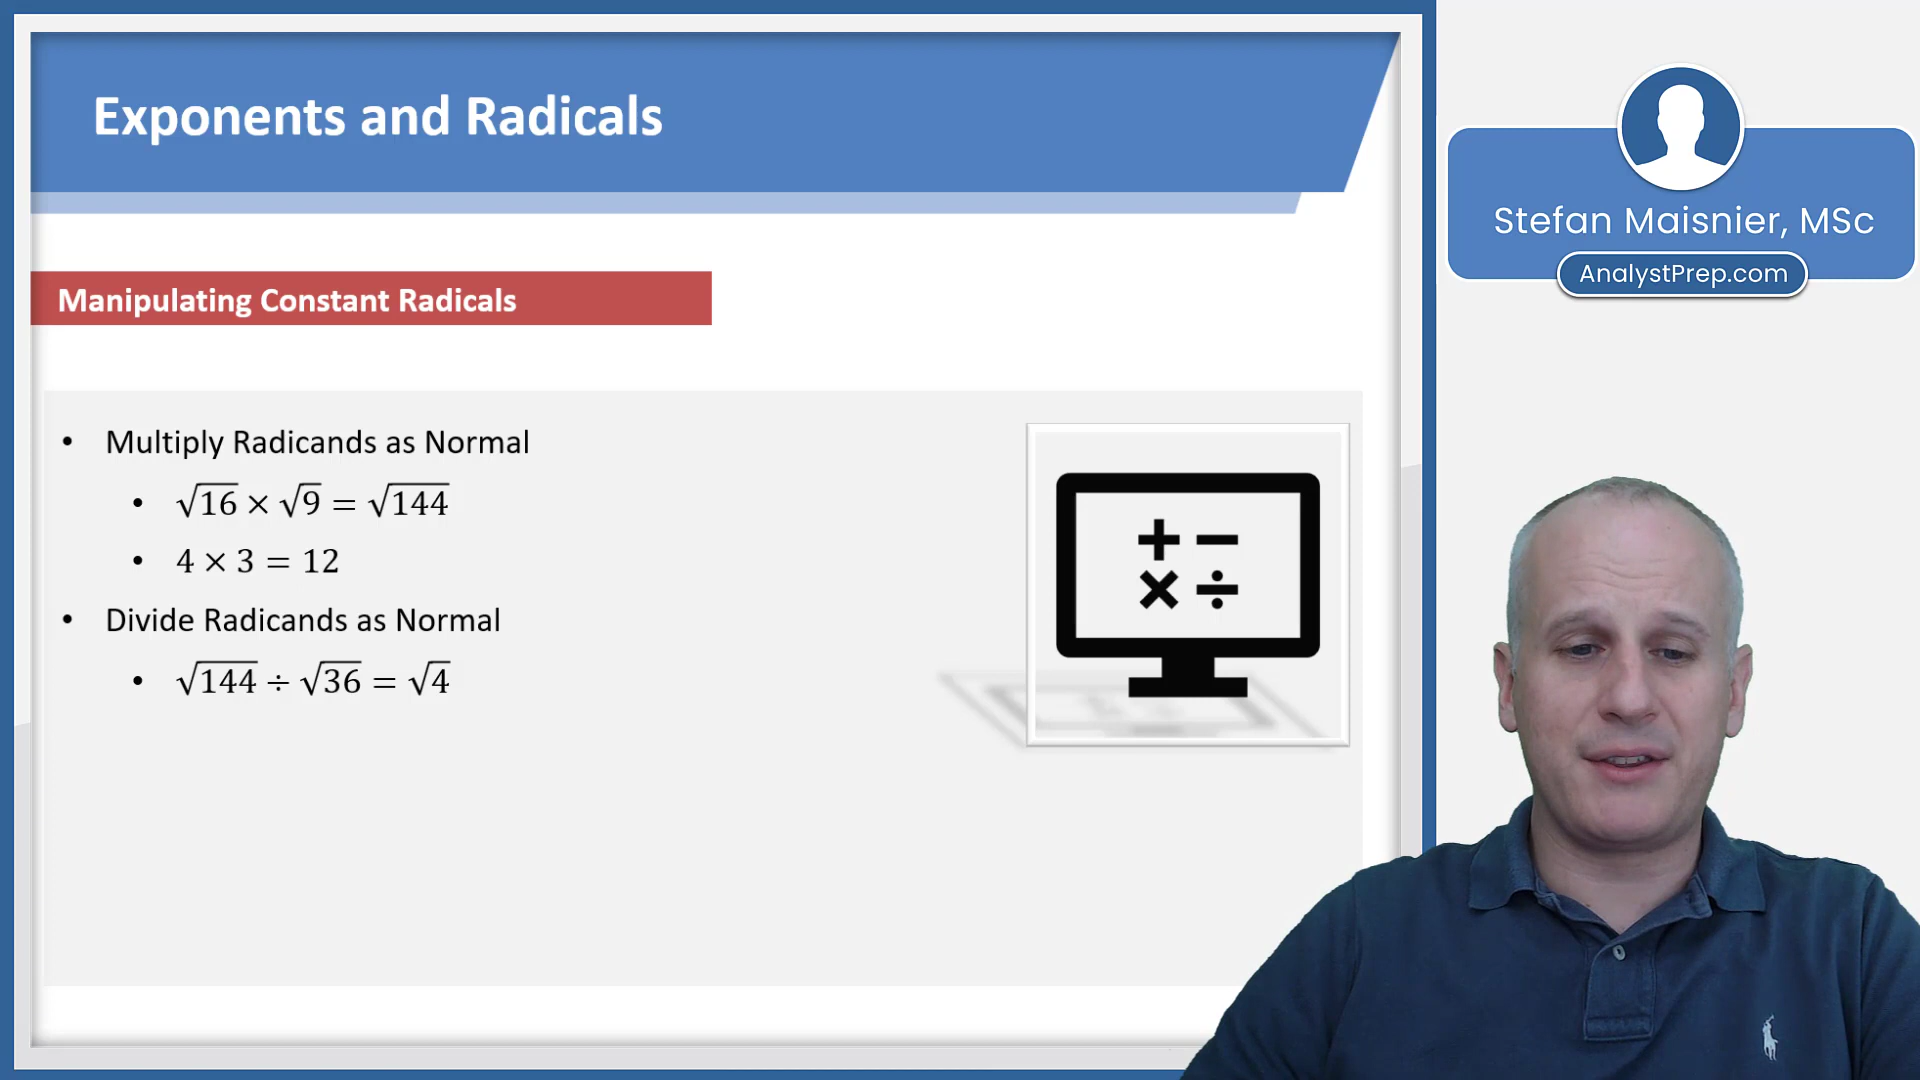 Exponents and Radicals
Manipulating Constant Radicals
• Multiply Radicands as Normal
• √16 × √9 = √144
• 4 × 3 = 12
• Divide Radicands as Normal
• √144 ÷ √36 = √4
+ −
× ÷
Stefan Maisnier, MSc
AnalystPrep.com